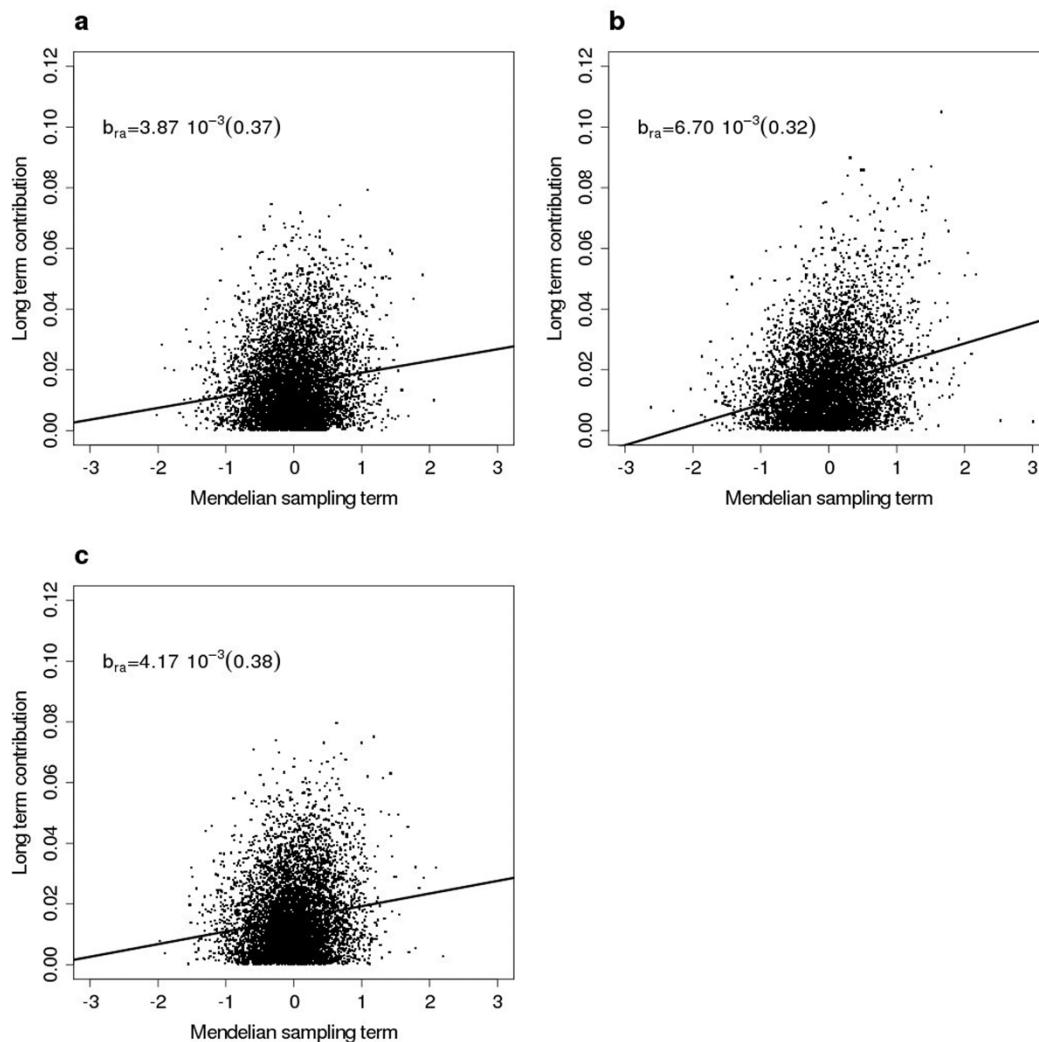 a
b_ra=3.87 10^−3(0.37)
Long term contribution
0.00 0.02 0.04 0.06 0.08 0.10 0.12
-3 -2 -1 0 1 2 3
Mendelian sampling term
b
b_ra=6.70 10^−3(0.32)
Long term contribution
0.00 0.02 0.04 0.06 0.08 0.10 0.12
-3 -2 -1 0 1 2 3
Mendelian sampling term
c
b_ra=4.17 10^−3(0.38)
Long term contribution
0.00 0.02 0.04 0.06 0.08 0.10 0.12
-3 -2 -1 0 1 2 3
Mendelian sampling term